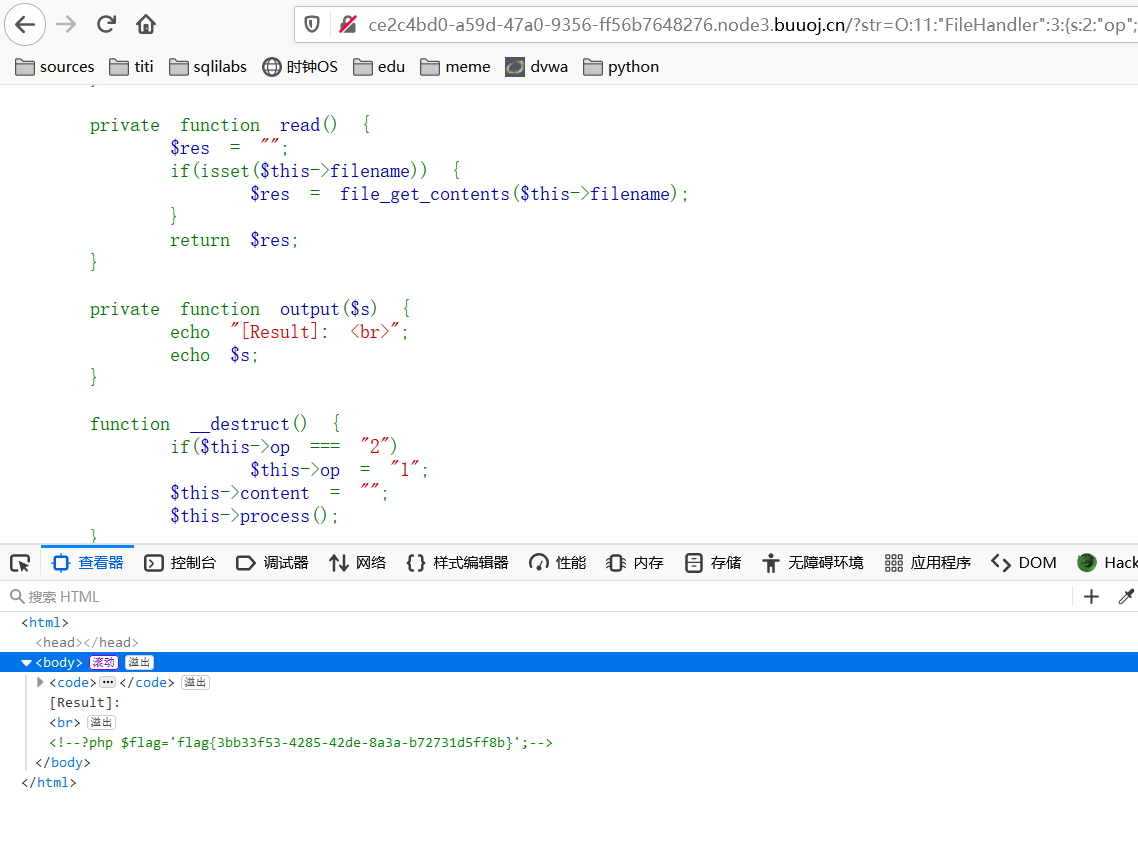 ce2c4bd0-a59d-47a0-9356-ff56b7648276.node3.buuoj.cn/?str=O:11:"FileHandler":3:{s:2:"op";
sources titi sqlilabs 时钟OS edu meme dvwa python
}
private function read() {
$res = "";
if(isset($this->filename)) {
$res = file_get_contents($this->filename);
}
return $res;
}
private function output($s) {
echo "[Result]: <br>";
echo $s;
}
function __destruct() {
if($this->op === "2")
$this->op = "1";
$this->content = "";
$this->process();
}
查看器 控制台 调试器 网络 样式编辑器 性能 内存 存储 无障碍环境 应用程序 DOM Hack
搜索 HTML
<html>
<head></head>
<body> 滚动 溢出
<code>···</code> 溢出
[Result]:
<br> 溢出
<!--?php $flag='flag{3bb33f53-4285-42de-8a3a-b72731d5ff8b}';-->
</body>
</html>